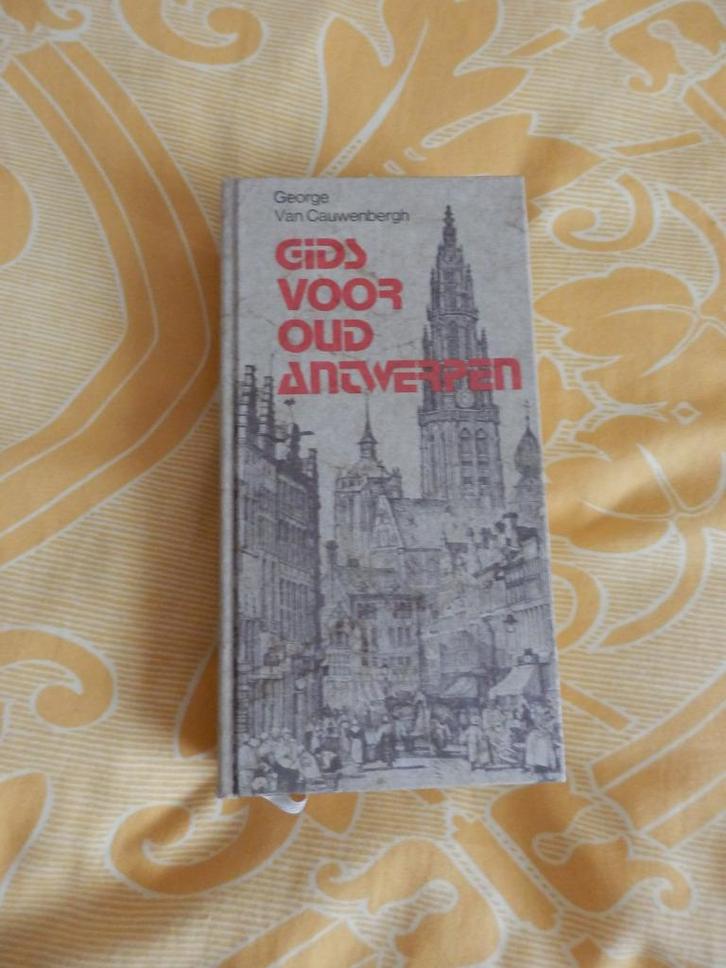 George
Van Cauwenbergh
GiDS
VOOR
OUD
ANTWERPEN